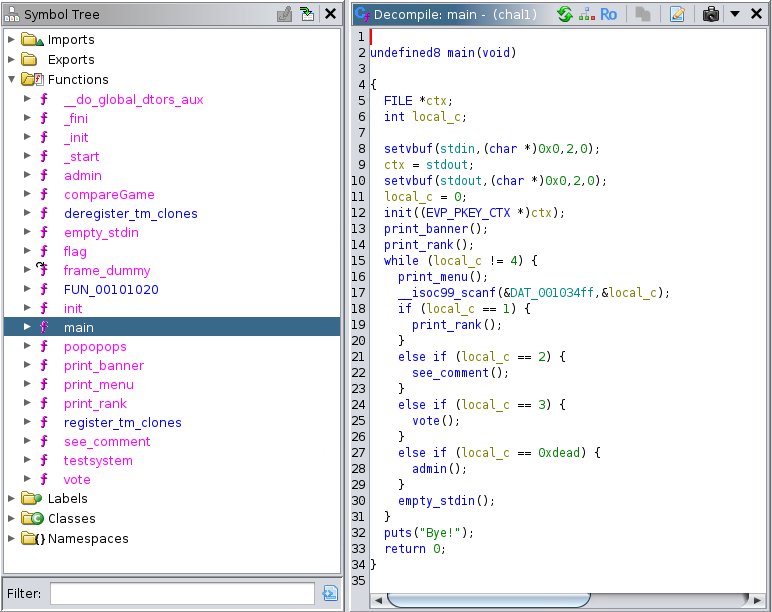 Symbol Tree
Imports
Exports
Functions
__do_global_dtors_aux
_fini
_init
_start
admin
compareGame
deregister_tm_clones
empty_stdin
flag
frame_dummy
FUN_00101020
init
main
popopops
print_banner
print_menu
print_rank
register_tm_clones
see_comment
testsystem
vote
Labels
Classes
Namespaces
Filter:
Decompile: main - (chal1)
Ro
1
2 undefined8 main(void)
3
4 {
5 FILE *ctx;
6 int local_c;
7
8 setvbuf(stdin,(char *)0x0,2,0);
9 ctx = stdout;
10 setvbuf(stdout,(char *)0x0,2,0);
11 local_c = 0;
12 init((EVP_PKEY_CTX *)ctx);
13 print_banner();
14 print_rank();
15 while (local_c != 4) {
16 print_menu();
17 __isoc99_scanf(&DAT_001034ff,&local_c);
18 if (local_c == 1) {
19 print_rank();
20 }
21 else if (local_c == 2) {
22 see_comment();
23 }
24 else if (local_c == 3) {
25 vote();
26 }
27 else if (local_c == 0xdead) {
28 admin();
29 }
30 empty_stdin();
31 }
32 puts("Bye!");
33 return 0;
34 }
35